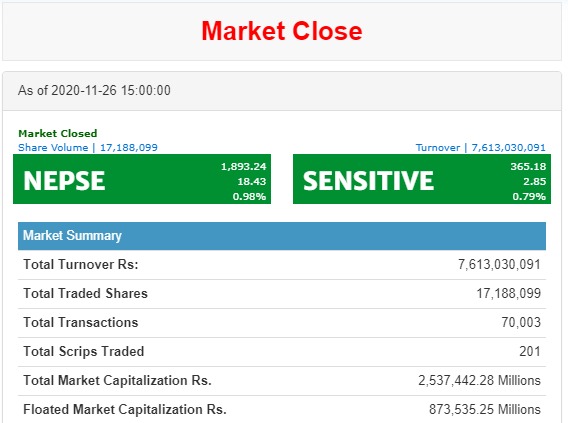 Market Close
As of 2020-11-26 15:00:00
Market Closed
Share Volume | 17,188,099 Turnover | 7,613,030,091
NEPSE
1,893.24
18.43
0.98%
SENSITIVE
365.18
2.85
0.79%
Market Summary
Total Turnover Rs: 7,613,030,091
Total Traded Shares 17,188,099
Total Transactions 70,003
Total Scrips Traded 201
Total Market Capitalization Rs. 2,537,442.28 Millions
Floated Market Capitalization Rs. 873,535.25 Millions